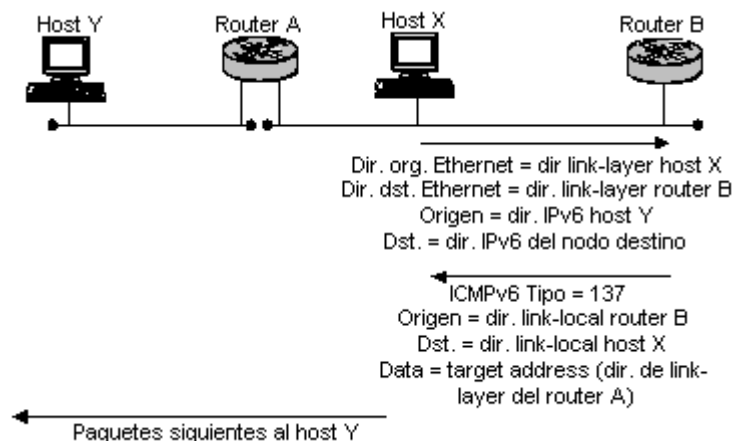 Host Y
Router A
Host X
Router B
Dir. org. Ethernet = dir link-layer host X
Dir. dst. Ethernet = dir. link-layer router B
Origen = dir. IPv6 host Y
Dst. = dir. IPv6 del nodo destino
ICMPv6 Tipo = 137
Origen = dir. link-local router B
Dst. = dir. link-local host X
Data = target address (dir. de link-
layer del router A)
Paquetes siguientes al host Y